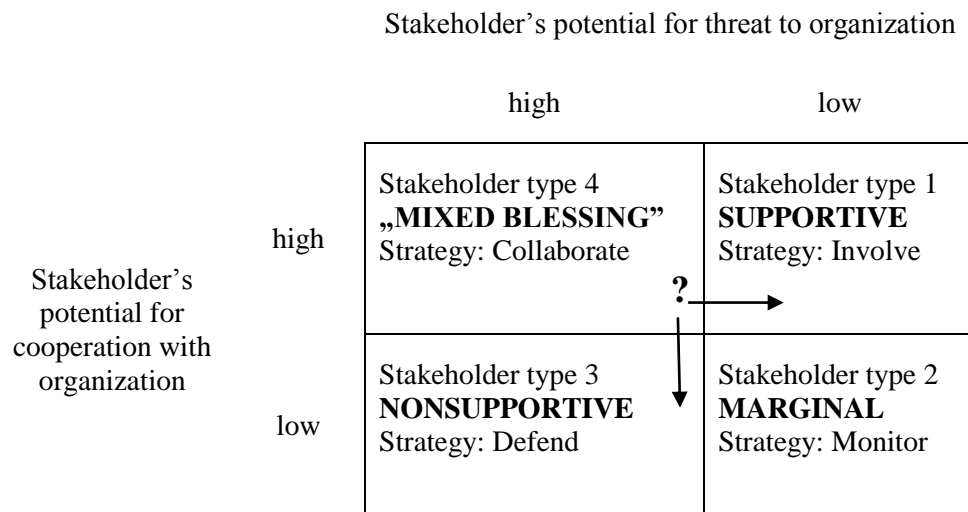 Stakeholder’s potential for threat to organization
high
low
Stakeholder type 4
„MIXED BLESSING”
Strategy: Collaborate
Stakeholder type 1
SUPPORTIVE
Strategy: Involve
high
?
Stakeholder’s
potential for
cooperation with
organization
Stakeholder type 3
NONSUPPORTIVE
Strategy: Defend
Stakeholder type 2
MARGINAL
Strategy: Monitor
low